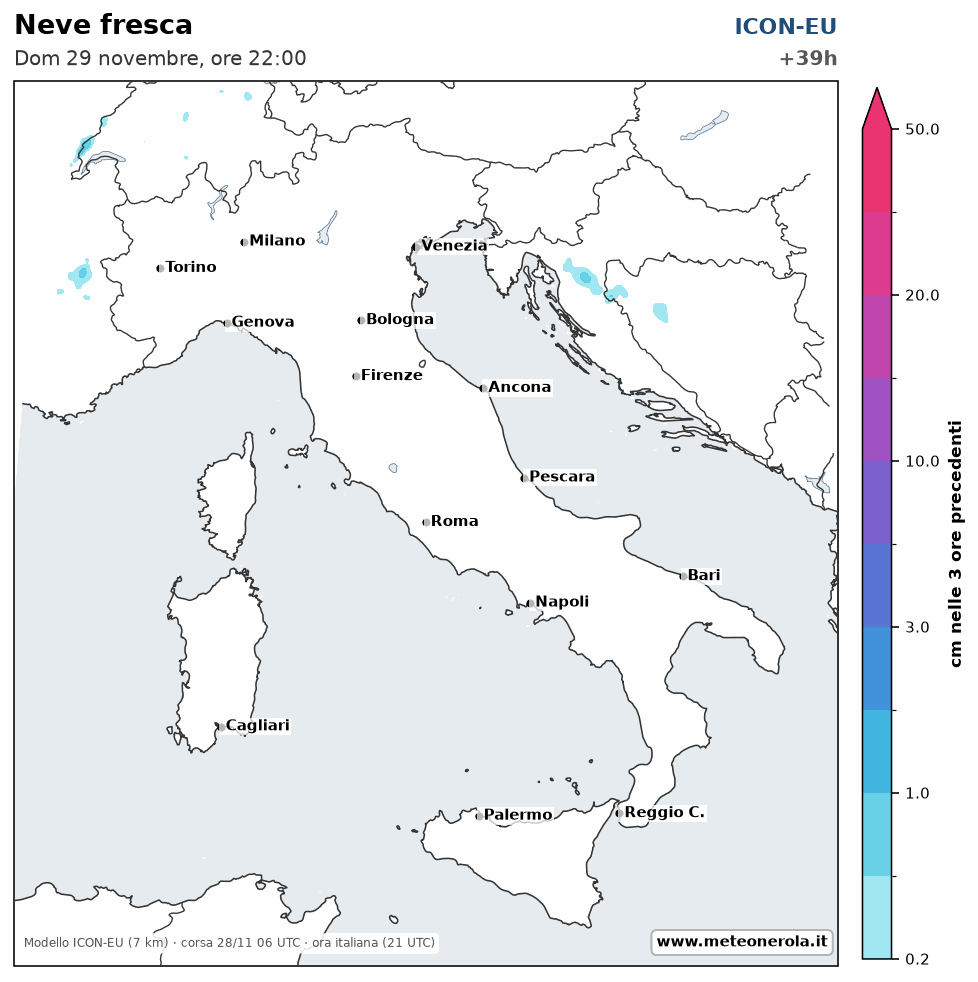 Neve fresca
ICON-EU
Dom 29 novembre, ore 22:00
+39h
50.0
Milano
Venezia
Torino
20.0
Genova
Bologna
Firenze
Ancona
10.0
Pescara
Roma
Bari
Napoli
3.0
cm nelle 3 ore precedenti
Cagliari
1.0
Palermo
Reggio C.
Modello ICON-EU (7 km) · corsa 28/11 06 UTC · ora italiana (21 UTC)
www.meteonerola.it
0.2